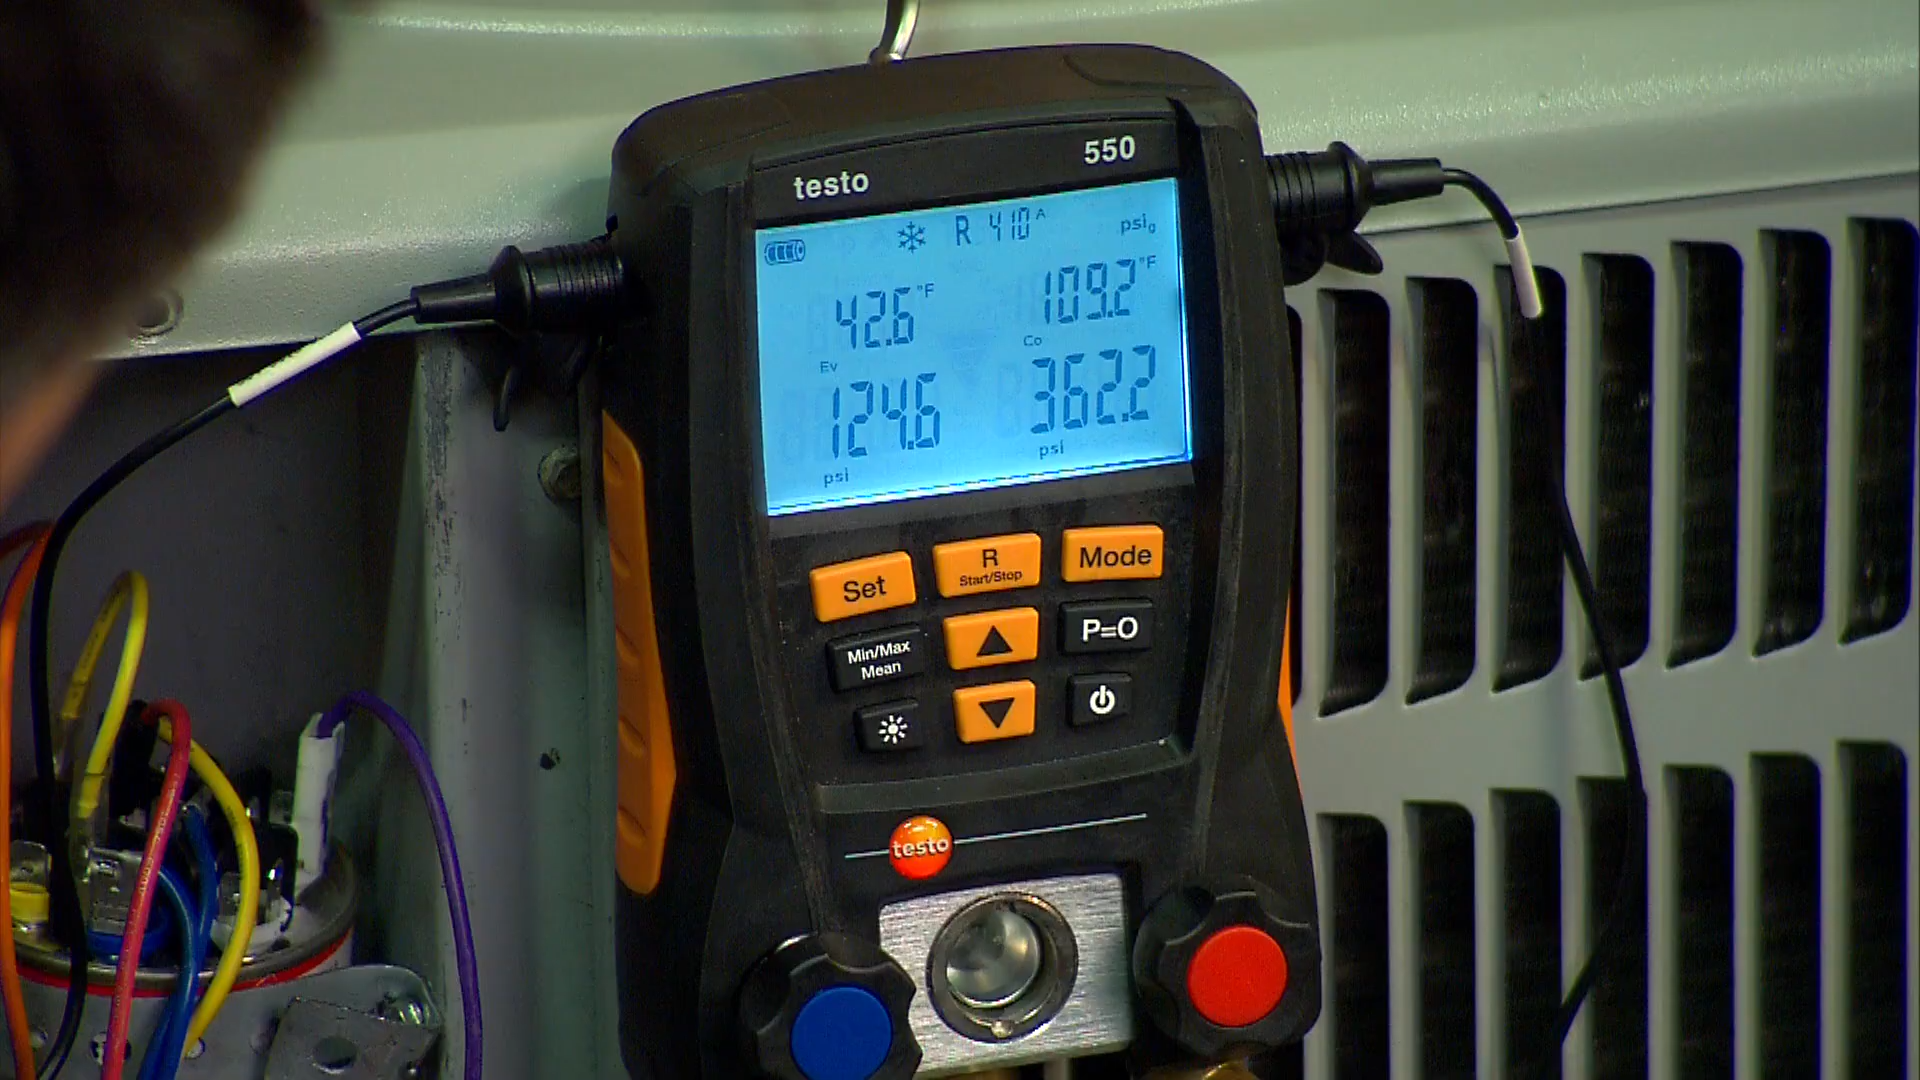 testo 550
R 410A psig
42.6 °F 109.2 °F
Ev Co
124.6 362.2
psi psi
Set R Start/Stop Mode
Min/Max Mean P=O
testo